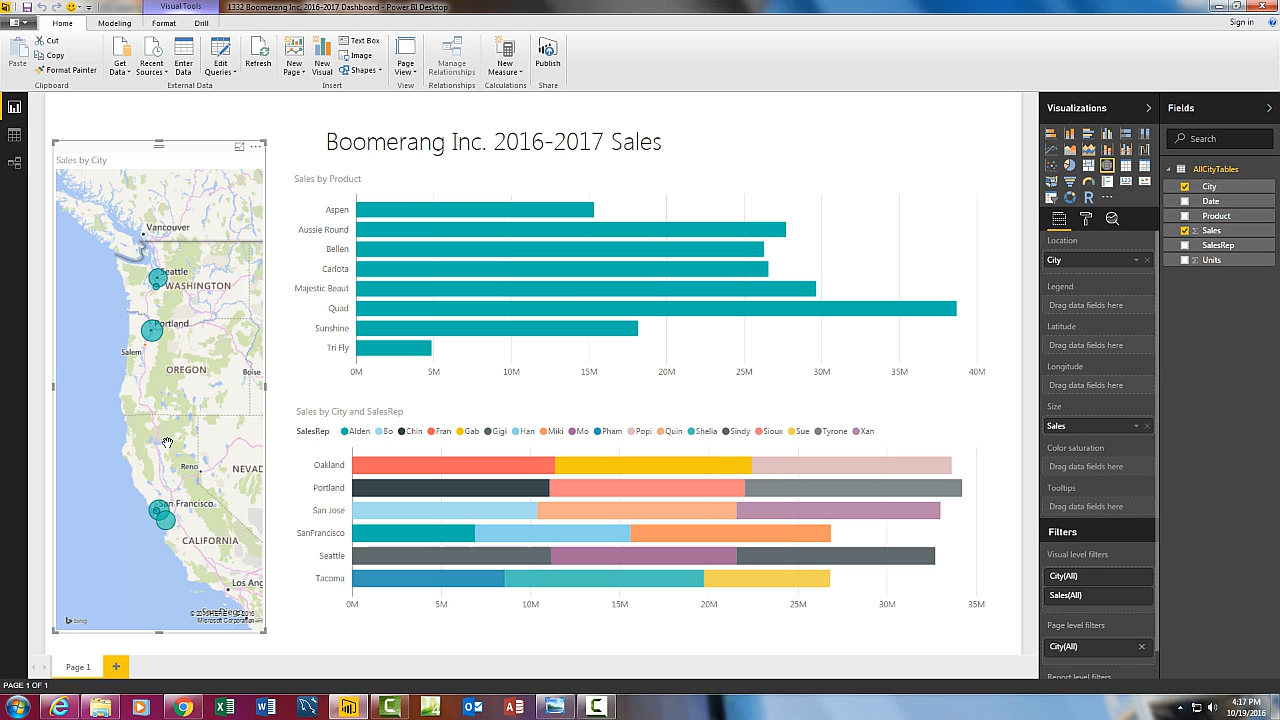 Visual Tools
1332 Boomerang Inc. 2016-2017 Dashboard - Power BI Desktop
Home
Modeling
Format
Drill
Sign in
Paste
Cut
Copy
Format Painter
Clipboard
Get Data
Recent Sources
Enter Data
Edit Queries
Refresh
External Data
New Page
New Visual
Text Box
Image
Shapes
Insert
Page View
View
Manage Relationships
Relationships
New Measure
Calculations
Publish
Share
Boomerang Inc. 2016-2017 Sales
Sales by City
Vancouver
Seattle
WASHINGTON
Portland
Salem
OREGON
Boise
Reno
NEVAD
San Francisco
CALIFORNIA
Los Ang
Microsoft Corporation
bing
Sales by Product
Aspen
Aussie Round
Bellen
Carlota
Majestic Beaut
Quad
Sunshine
Tri Fly
0M 5M 10M 15M 20M 25M 30M 35M 40M
Sales by City and SalesRep
SalesRep Alden Bo Chin Fran Gab Gigi Han Miki Mo Pham Popi Quin Shelia Sindy Sioux Sue Tyrone Xan
Oakland
Portland
San Jose
SanFrancisco
Seattle
Tacoma
0M 5M 10M 15M 20M 25M 30M 35M
Visualizations
R
Location
City
Legend
Drag data fields here
Latitude
Drag data fields here
Longitude
Drag data fields here
Size
Sales
Color saturation
Drag data fields here
Tooltips
Drag data fields here
Filters
Visual level filters
City(All)
Sales(All)
Page level filters
City(All)
Report level filters
Fields
Search
AllCityTables
City
Date
Product
Σ Sales
SalesRep
Σ Units
Page 1
PAGE 1 OF 1
4:17 PM
10/19/2016